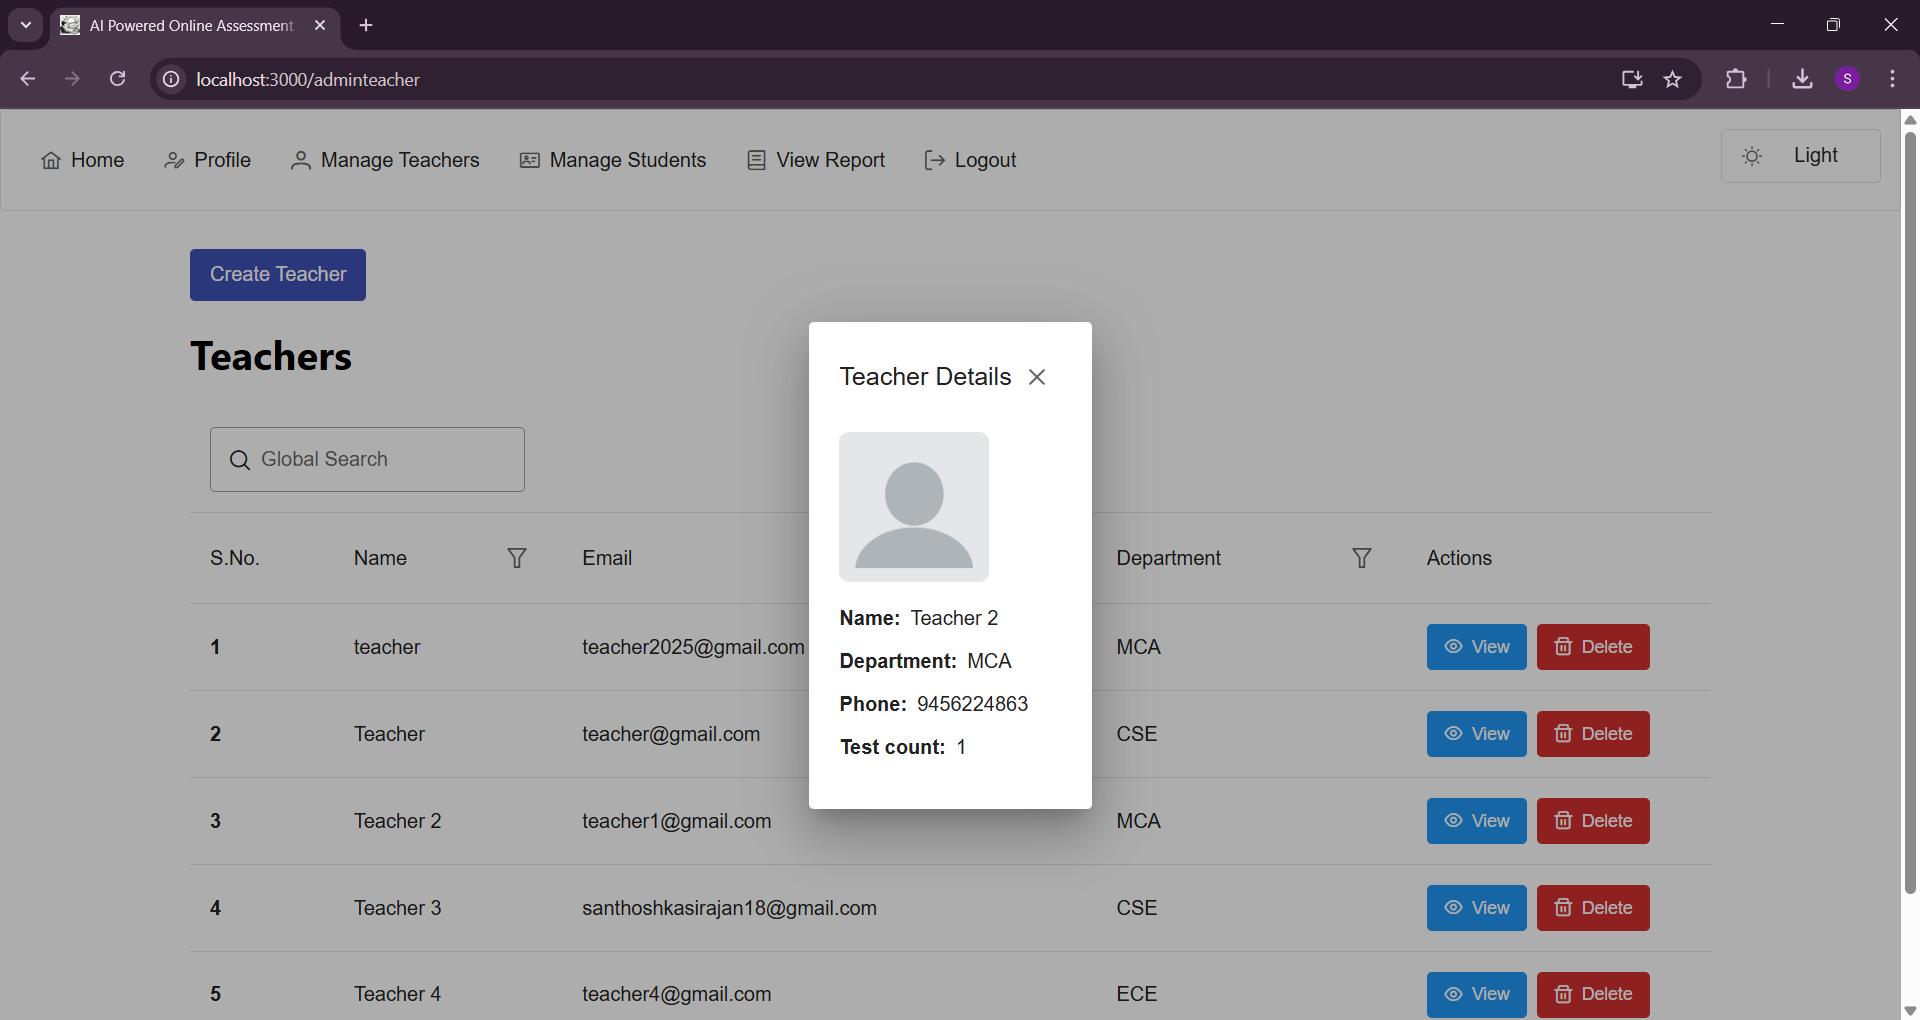 AI Powered Online Assessment
localhost:3000/adminteacher
S
Home Profile Manage Teachers Manage Students View Report Logout Light
Create Teacher
Teachers
Global Search
S.No. Name Email Department Actions
1 teacher teacher2025@gmail.com MCA View Delete
2 Teacher teacher@gmail.com CSE View Delete
3 Teacher 2 teacher1@gmail.com MCA View Delete
4 Teacher 3 santhoshkasirajan18@gmail.com CSE View Delete
5 Teacher 4 teacher4@gmail.com ECE View Delete
Teacher Details
Name: Teacher 2
Department: MCA
Phone: 9456224863
Test count: 1